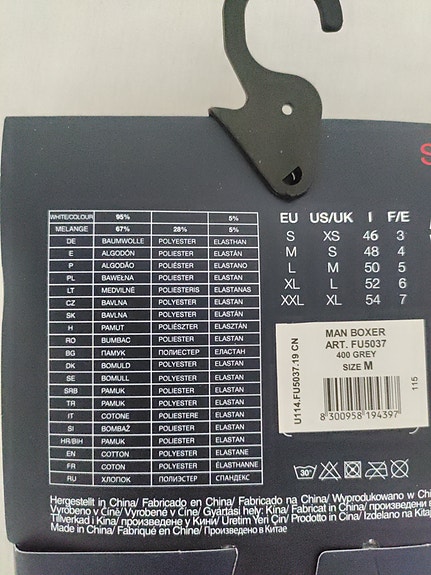 WHITE/COLOUR 95% 5%
MELANGE 67% 28% 5%
DE BAUMWOLLE POLYESTER ELASTHAN
E ALGODÓN POLIÉSTER ELASTAN
P ALGODÃO POLIÉSTER ELASTANO
PL BAWEŁNA POLIESTER ELASTAN
LT MEDVILNĖ POLIESTERIS ELASTANAS
CZ BAVLNA POLYESTER ELASTAN
SK BAVLNA POLYESTER ELASTAN
H PAMUT POLIÉSZTER ELASZTÁN
RO BUMBAC POLIESTER ELASTAN
BG ПАМУК ПОЛИЕСТЕР ЕЛАСТАН
DK BOMULD POLYESTER ELASTAN
SE BOMULL POLYESTER ELASTAN
SRB PAMUK POLIESTER ELASTAN
TR PAMUK POLYESTER ELASTAN
IT COTONE POLIESTERE ELASTAN
SI BOMBAŽ POLIESTER ELASTAN
HR/BIH PAMUK POLIESTER ELASTAN
EN COTTON POLYESTER ELASTANE
FR COTON POLYESTER ÉLASTHANNE
RU ХЛОПОК ПОЛИЭСТЕР СПАНДЕКС
EU US/UK I F/E
S XS 46 3
M S 48 4
L M 50 5
XL L 52 6
XXL XL 54 7
U114.FU5037.19 CN
MAN BOXER
ART. FU5037
400 GREY
SIZE M
8 300958 194397
115
30°
Hergestellt in China/ Fabricado en China/ Fabricado na China/ Wyprodukowano w Chi
Vyrobeno v Číně/ Vyrobené v Číne/ Gyártási hely: Kína/ Fabricat in China/ произведени в
Tillverkad i Kina/ произведене у Кини/ Üretim Yeri Çin/ Prodotto in Cina/ Izdelano na Kitaj
Made in China/ Fabriqué en Chine/ Произведено в Китае